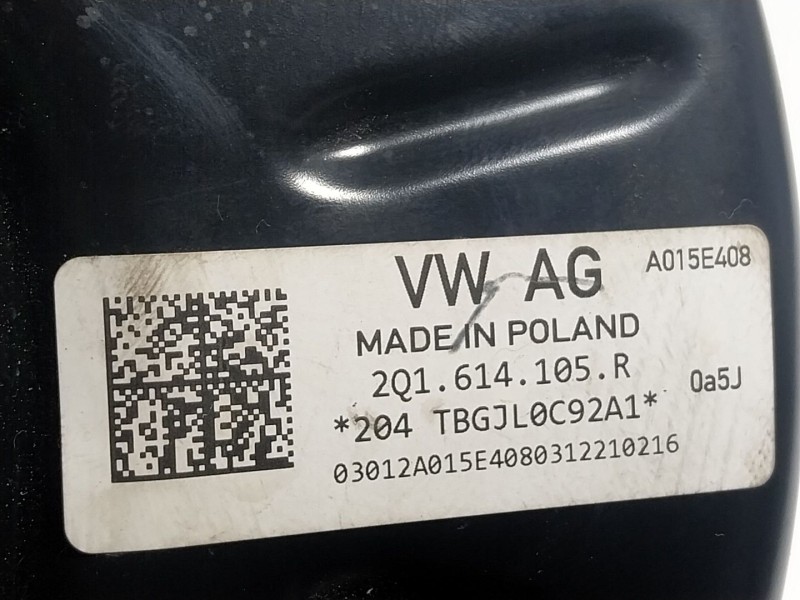 VW AG A015E408
MADE IN POLAND
2Q1.614.105.R 0a5J
*204 TBGJL0C92A1*
03012A015E4080312210216